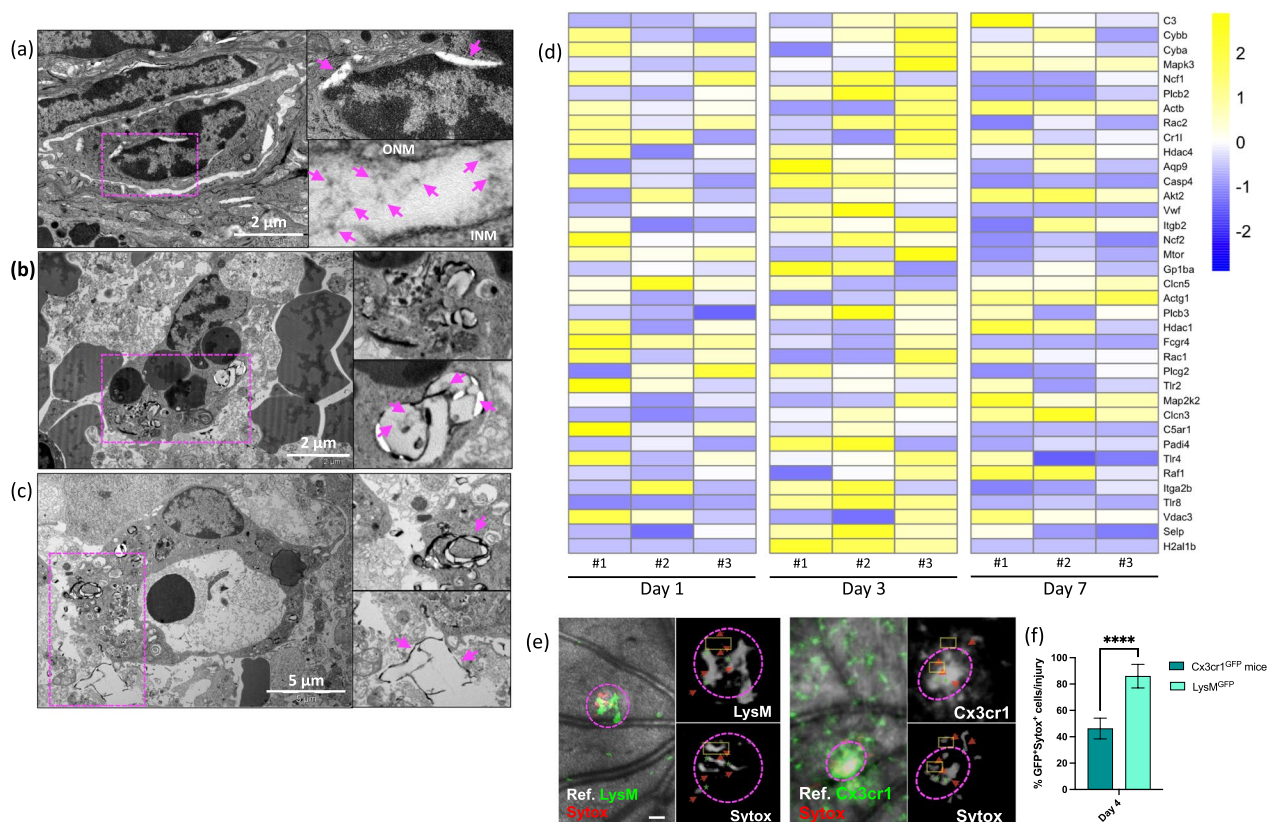 (a)
ONM
INM
2 µm
(b)
2 µm
2 µm
(c)
5 µm
(d)
C3
Cybb
Cyba
Mapk3
Ncf1
Plcb2
Actb
Rac2
Cr1l
Hdac4
Aqp9
Casp4
Akt2
Vwf
Itgb2
Ncf2
Mtor
Gp1ba
Clcn5
Actg1
Plcb3
Hdac1
Fcgr4
Rac1
Plcg2
Tlr2
Map2k2
Clcn3
C5ar1
Padi4
Tlr4
Raf1
Itga2b
Tlr8
Vdac3
Selp
H2al1b
2
1
0
-1
-2
#1 #2 #3 #1 #2 #3 #1 #2 #3
Day 1 Day 3 Day 7
(e)
Ref. LysM
Sytox
LysM
Sytox
Ref. Cx3cr1
Sytox
Cx3cr1
Sytox
(f)
% GFP+Sytox+ cells/injury
100
80
60
40
20
0
****
Day 4
Cx3cr1GFP mice
LysMGFP